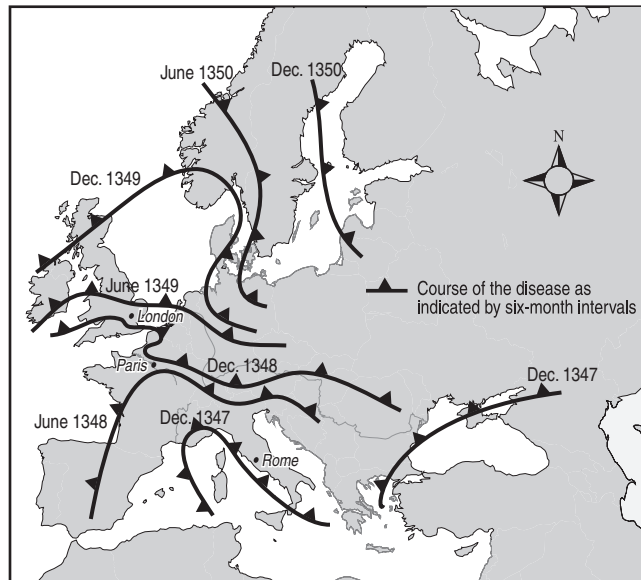 June 1350
Dec. 1350
N
Dec. 1349
June 1349
London
Course of the disease as
indicated by six-month intervals
Paris
Dec. 1348
Dec. 1347
June 1348
Dec. 1347
Rome